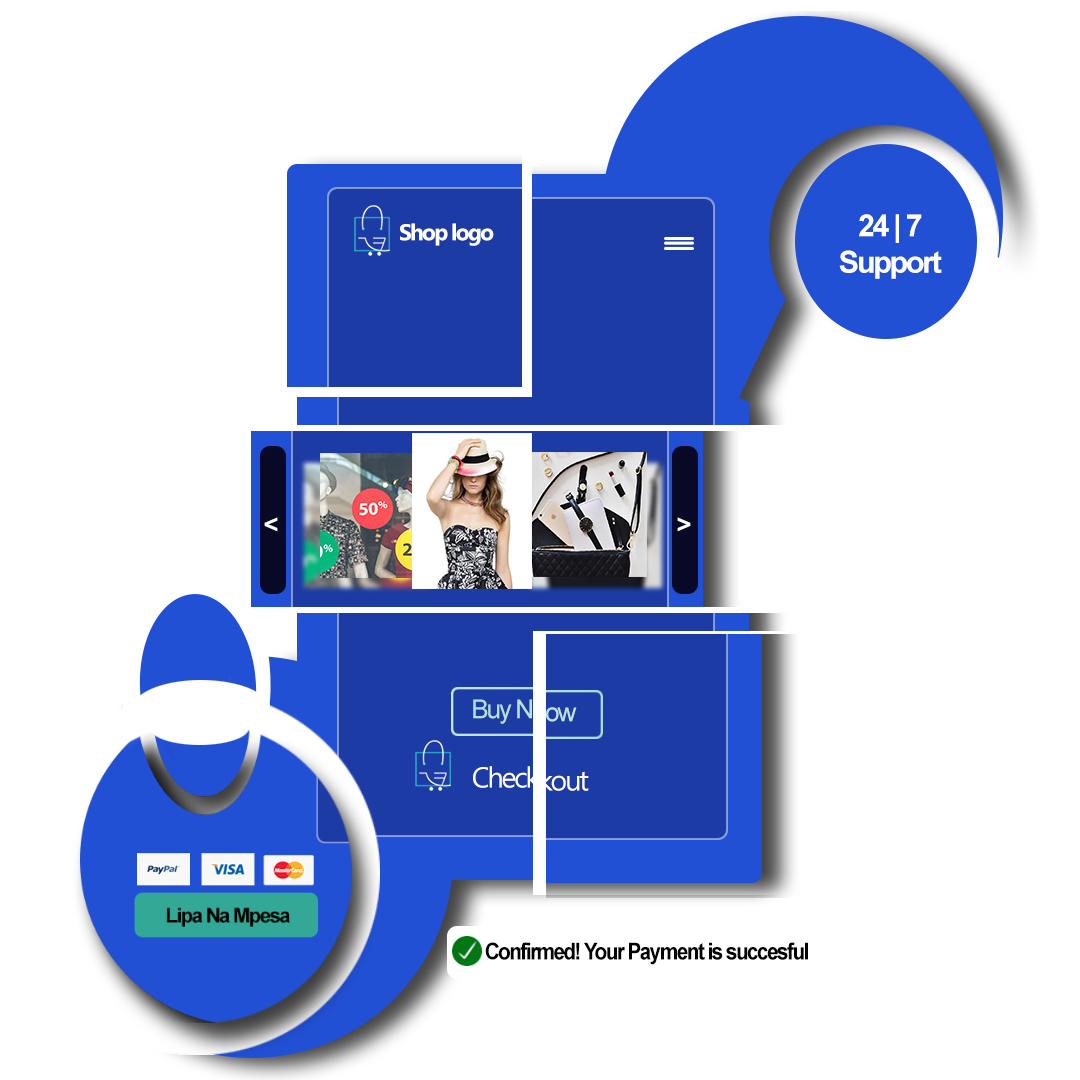 24 | 7
Support
Shop logo
50%
<
>
Buy Now
Checkout
PayPal
VISA
MasterCard
Lipa Na Mpesa
Confirmed! Your Payment is succesful